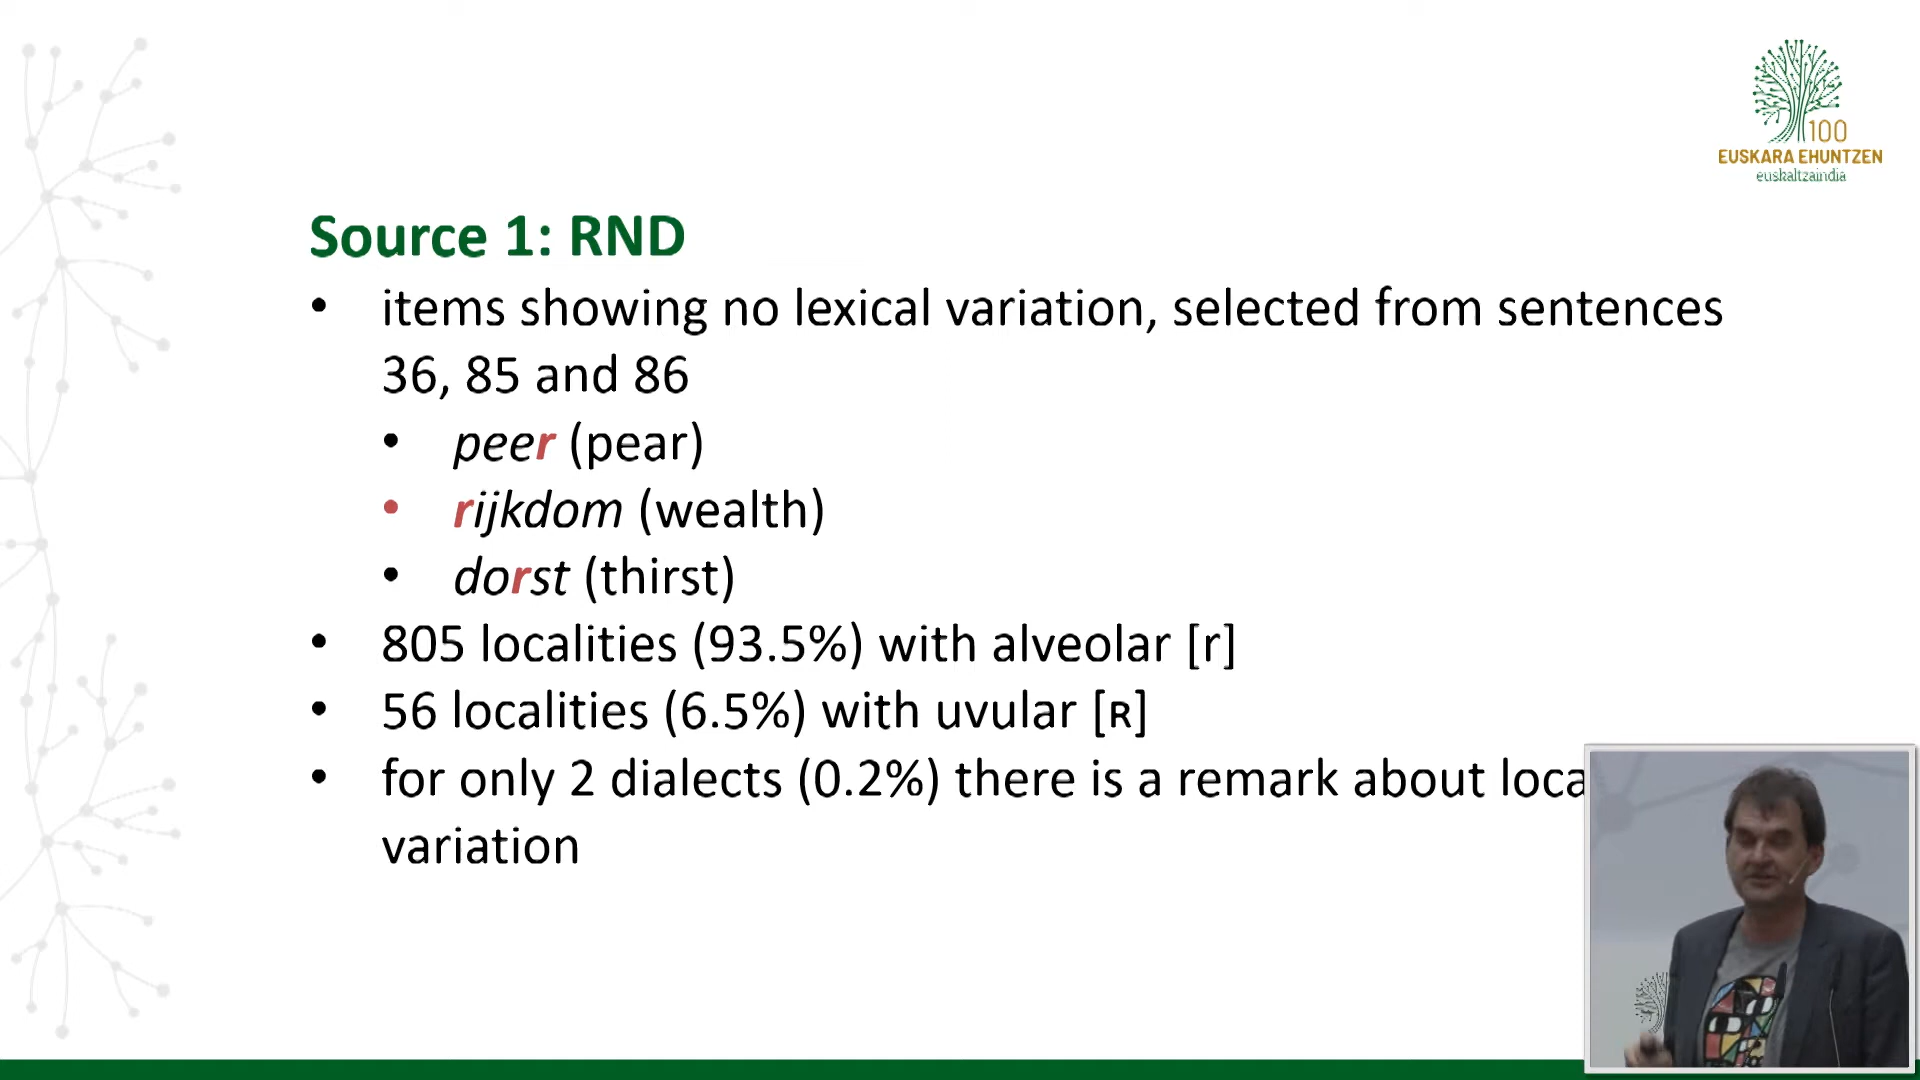 100
EUSKARA EHUNTZEN
euskaltzaindia
Source 1: RND
• items showing no lexical variation, selected from sentences
36, 85 and 86
• peer (pear)
• rijkdom (wealth)
• dorst (thirst)
• 805 localities (93.5%) with alveolar [r]
• 56 localities (6.5%) with uvular [ʀ]
• for only 2 dialects (0.2%) there is a remark about loca
variation